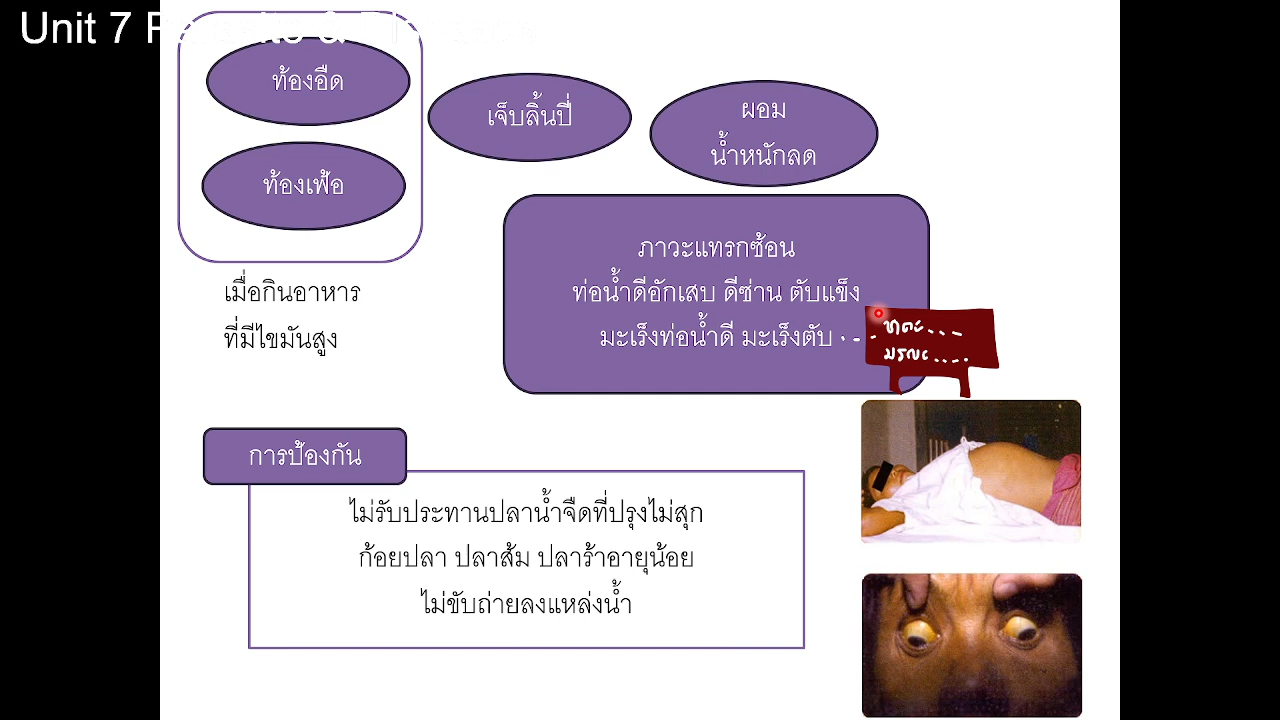 Unit 7 Parasite &
ท้องอืด
ท้องเฟ้อ
เจ็บลิ้นปี่
ผอม
น้ำหนักลด
เมื่อกินอาหาร
ที่มีไขมันสูง
ภาวะแทรกซ้อน
ท่อน้ำดีอักเสบ ดีซ่าน ตับแข็ง
มะเร็งท่อน้ำดี มะเร็งตับ
การป้องกัน
ไม่รับประทานปลาน้ำจืดที่ปรุงไม่สุก
ก้อยปลา ปลาส้ม ปลาร้าอายุน้อย
ไม่ขับถ่ายลงแหล่งน้ำ